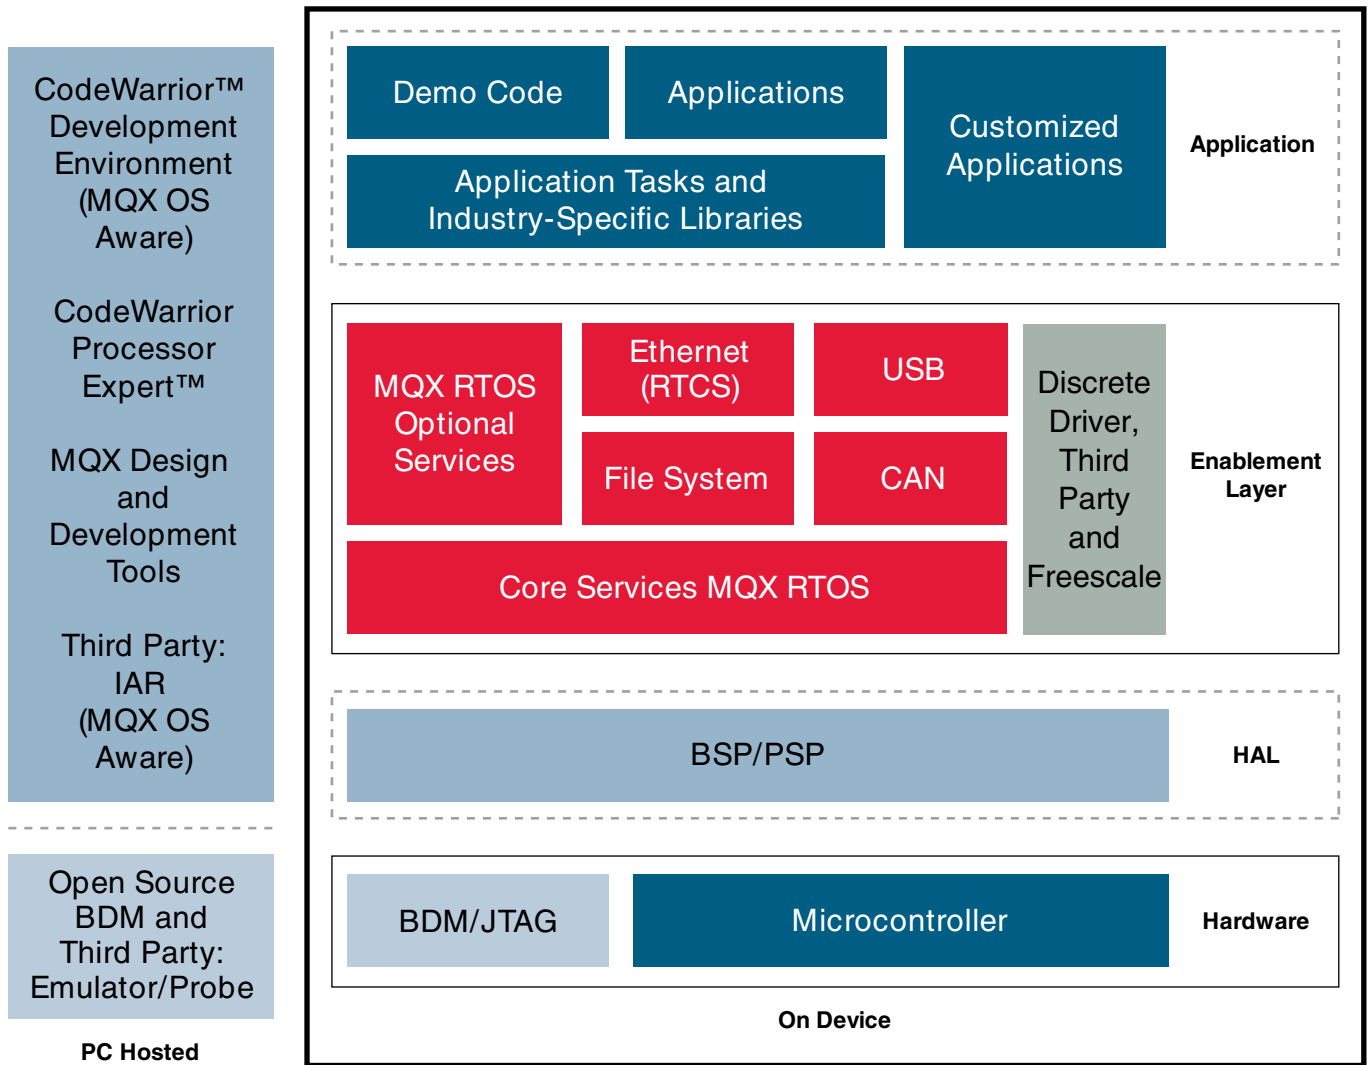 CodeWarrior™
Development
Environment
(MQX OS
Aware)
CodeWarrior
Processor
Expert™
MQX Design
and
Development
Tools
Third Party:
IAR
(MQX OS
Aware)
Open Source
BDM and
Third Party:
Emulator/Probe
PC Hosted
Demo Code
Applications
Customized
Applications
Application Tasks and
Industry-Specific Libraries
Application
MQX RTOS
Optional
Services
Ethernet
(RTCS)
USB
File System
CAN
Core Services MQX RTOS
Discrete
Driver,
Third
Party
and
Freescale
Enablement
Layer
BSP/PSP
HAL
BDM/JTAG
Microcontroller
Hardware
On Device